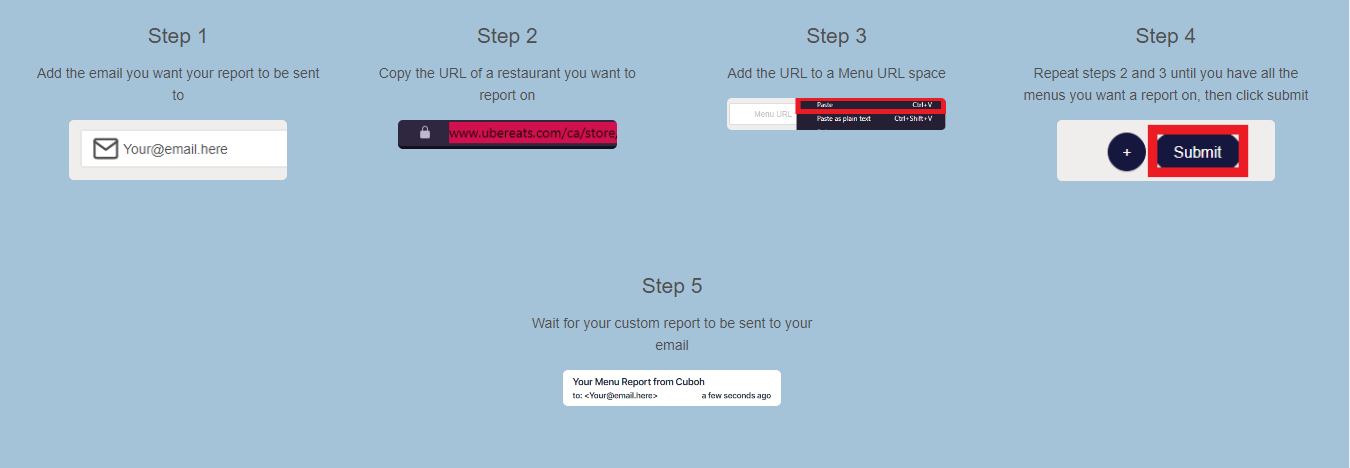 Step 1
Add the email you want your report to be sent
to
Your@email.here
Step 2
Copy the URL of a restaurant you want to
report on
www.ubereats.com/ca/store/
Step 3
Add the URL to a Menu URL space
Menu URL
Paste Ctrl+V
Paste as plain text Ctrl+Shift+V
Step 4
Repeat steps 2 and 3 until you have all the
menus you want a report on, then click submit
+ Submit
Step 5
Wait for your custom report to be sent to your
email
Your Menu Report from Cuboh
to: <Your@email.here> a few seconds ago